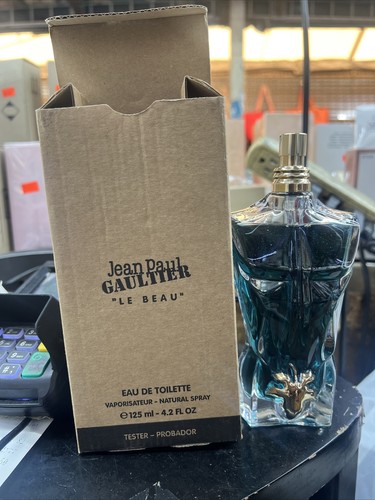 Jean Paul
GAULTIER
"LE BEAU"
EAU DE TOILETTE
VAPORISATEUR - NATURAL SPRAY
℮ 125 ml - 4.2 FL OZ
TESTER - PROBADOR